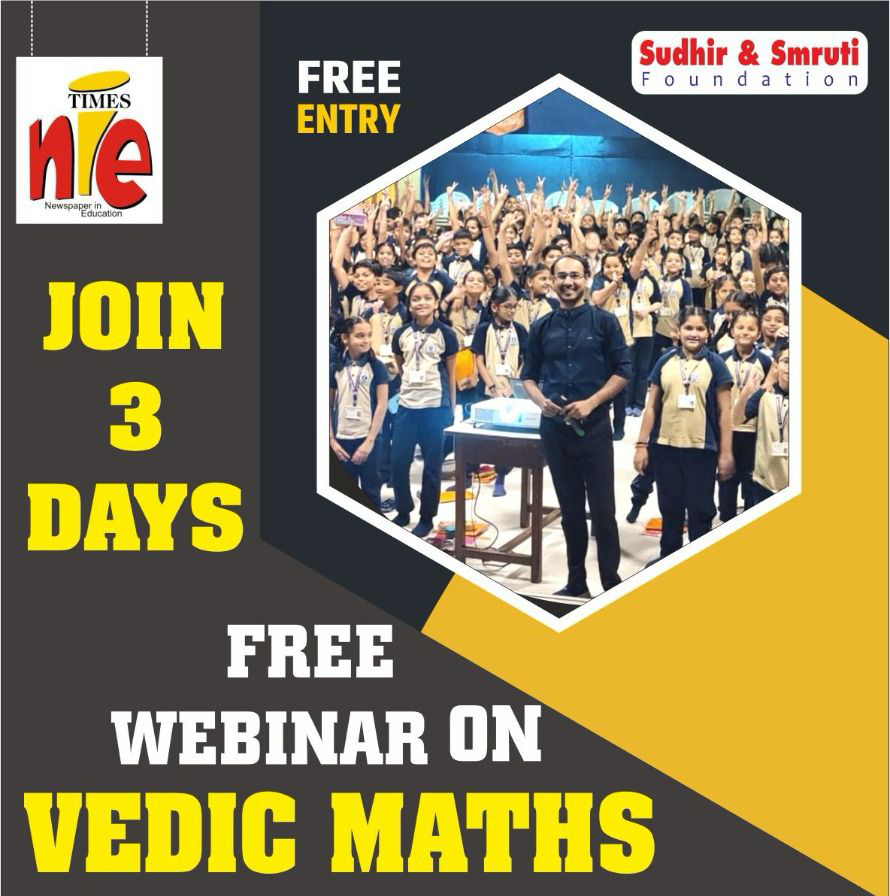 TIMES
nie
Newspaper in
Education
FREE
ENTRY
Sudhir & Smruti
Foundation
JOIN
3
DAYS
FREE
WEBINAR ON
VEDIC MATHS